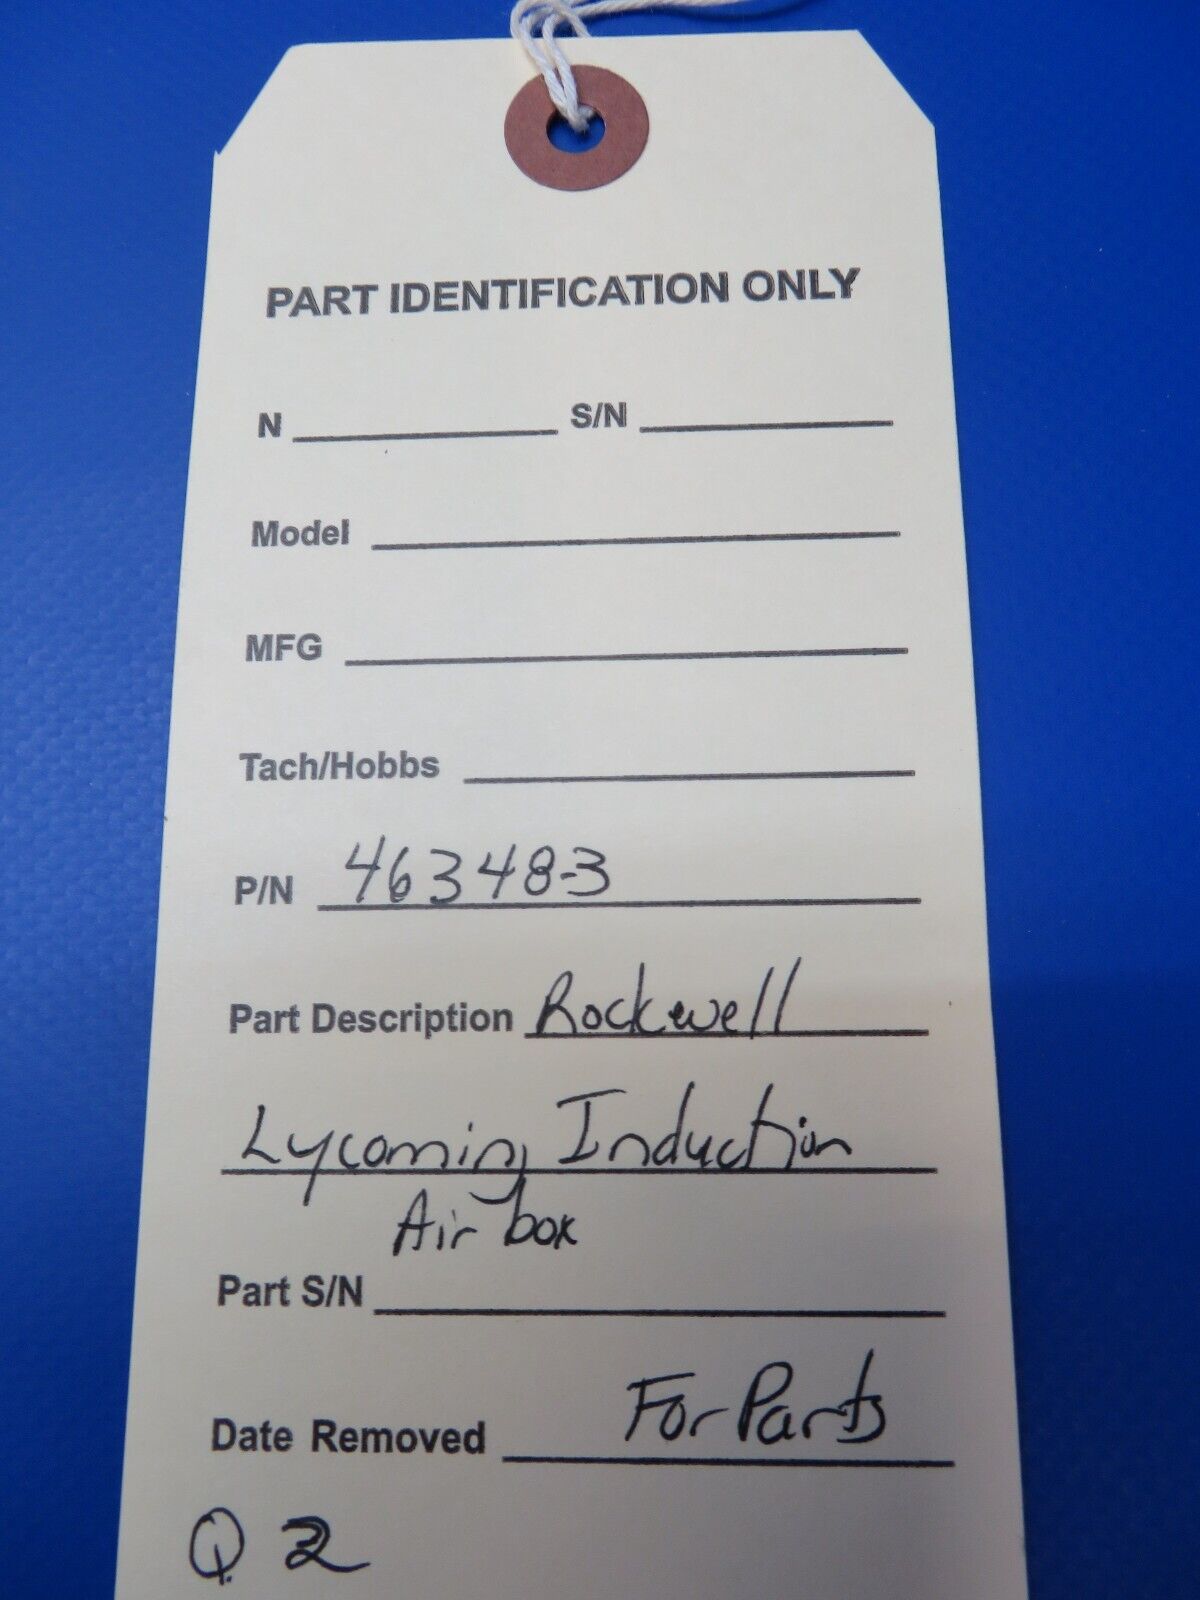 PART IDENTIFICATION ONLY
N S/N
Model
MFG
Tach/Hobbs
P/N 46348-3
Part Description Rockwell
Lycoming Induction
Air box
Part S/N
Date Removed For Parts
Q 2